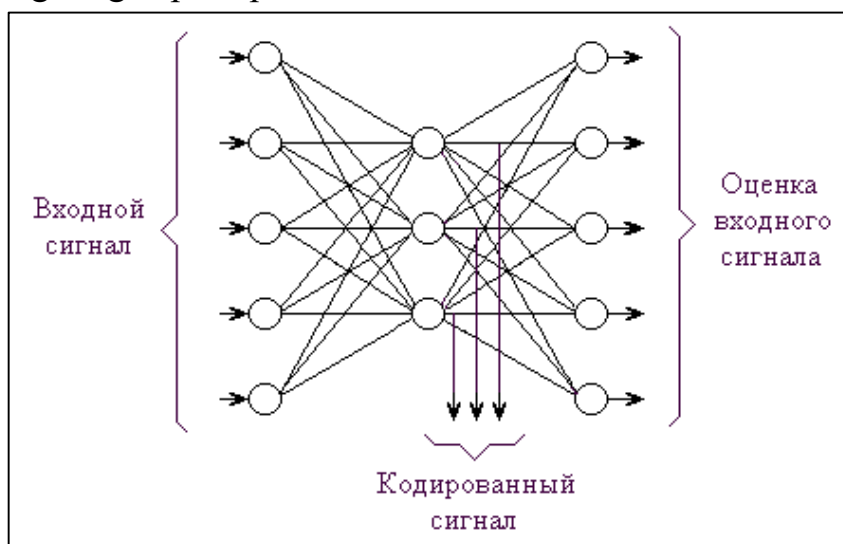 Входной
сигнал
Оценка
входного
сигнала
Кодированный
сигнал